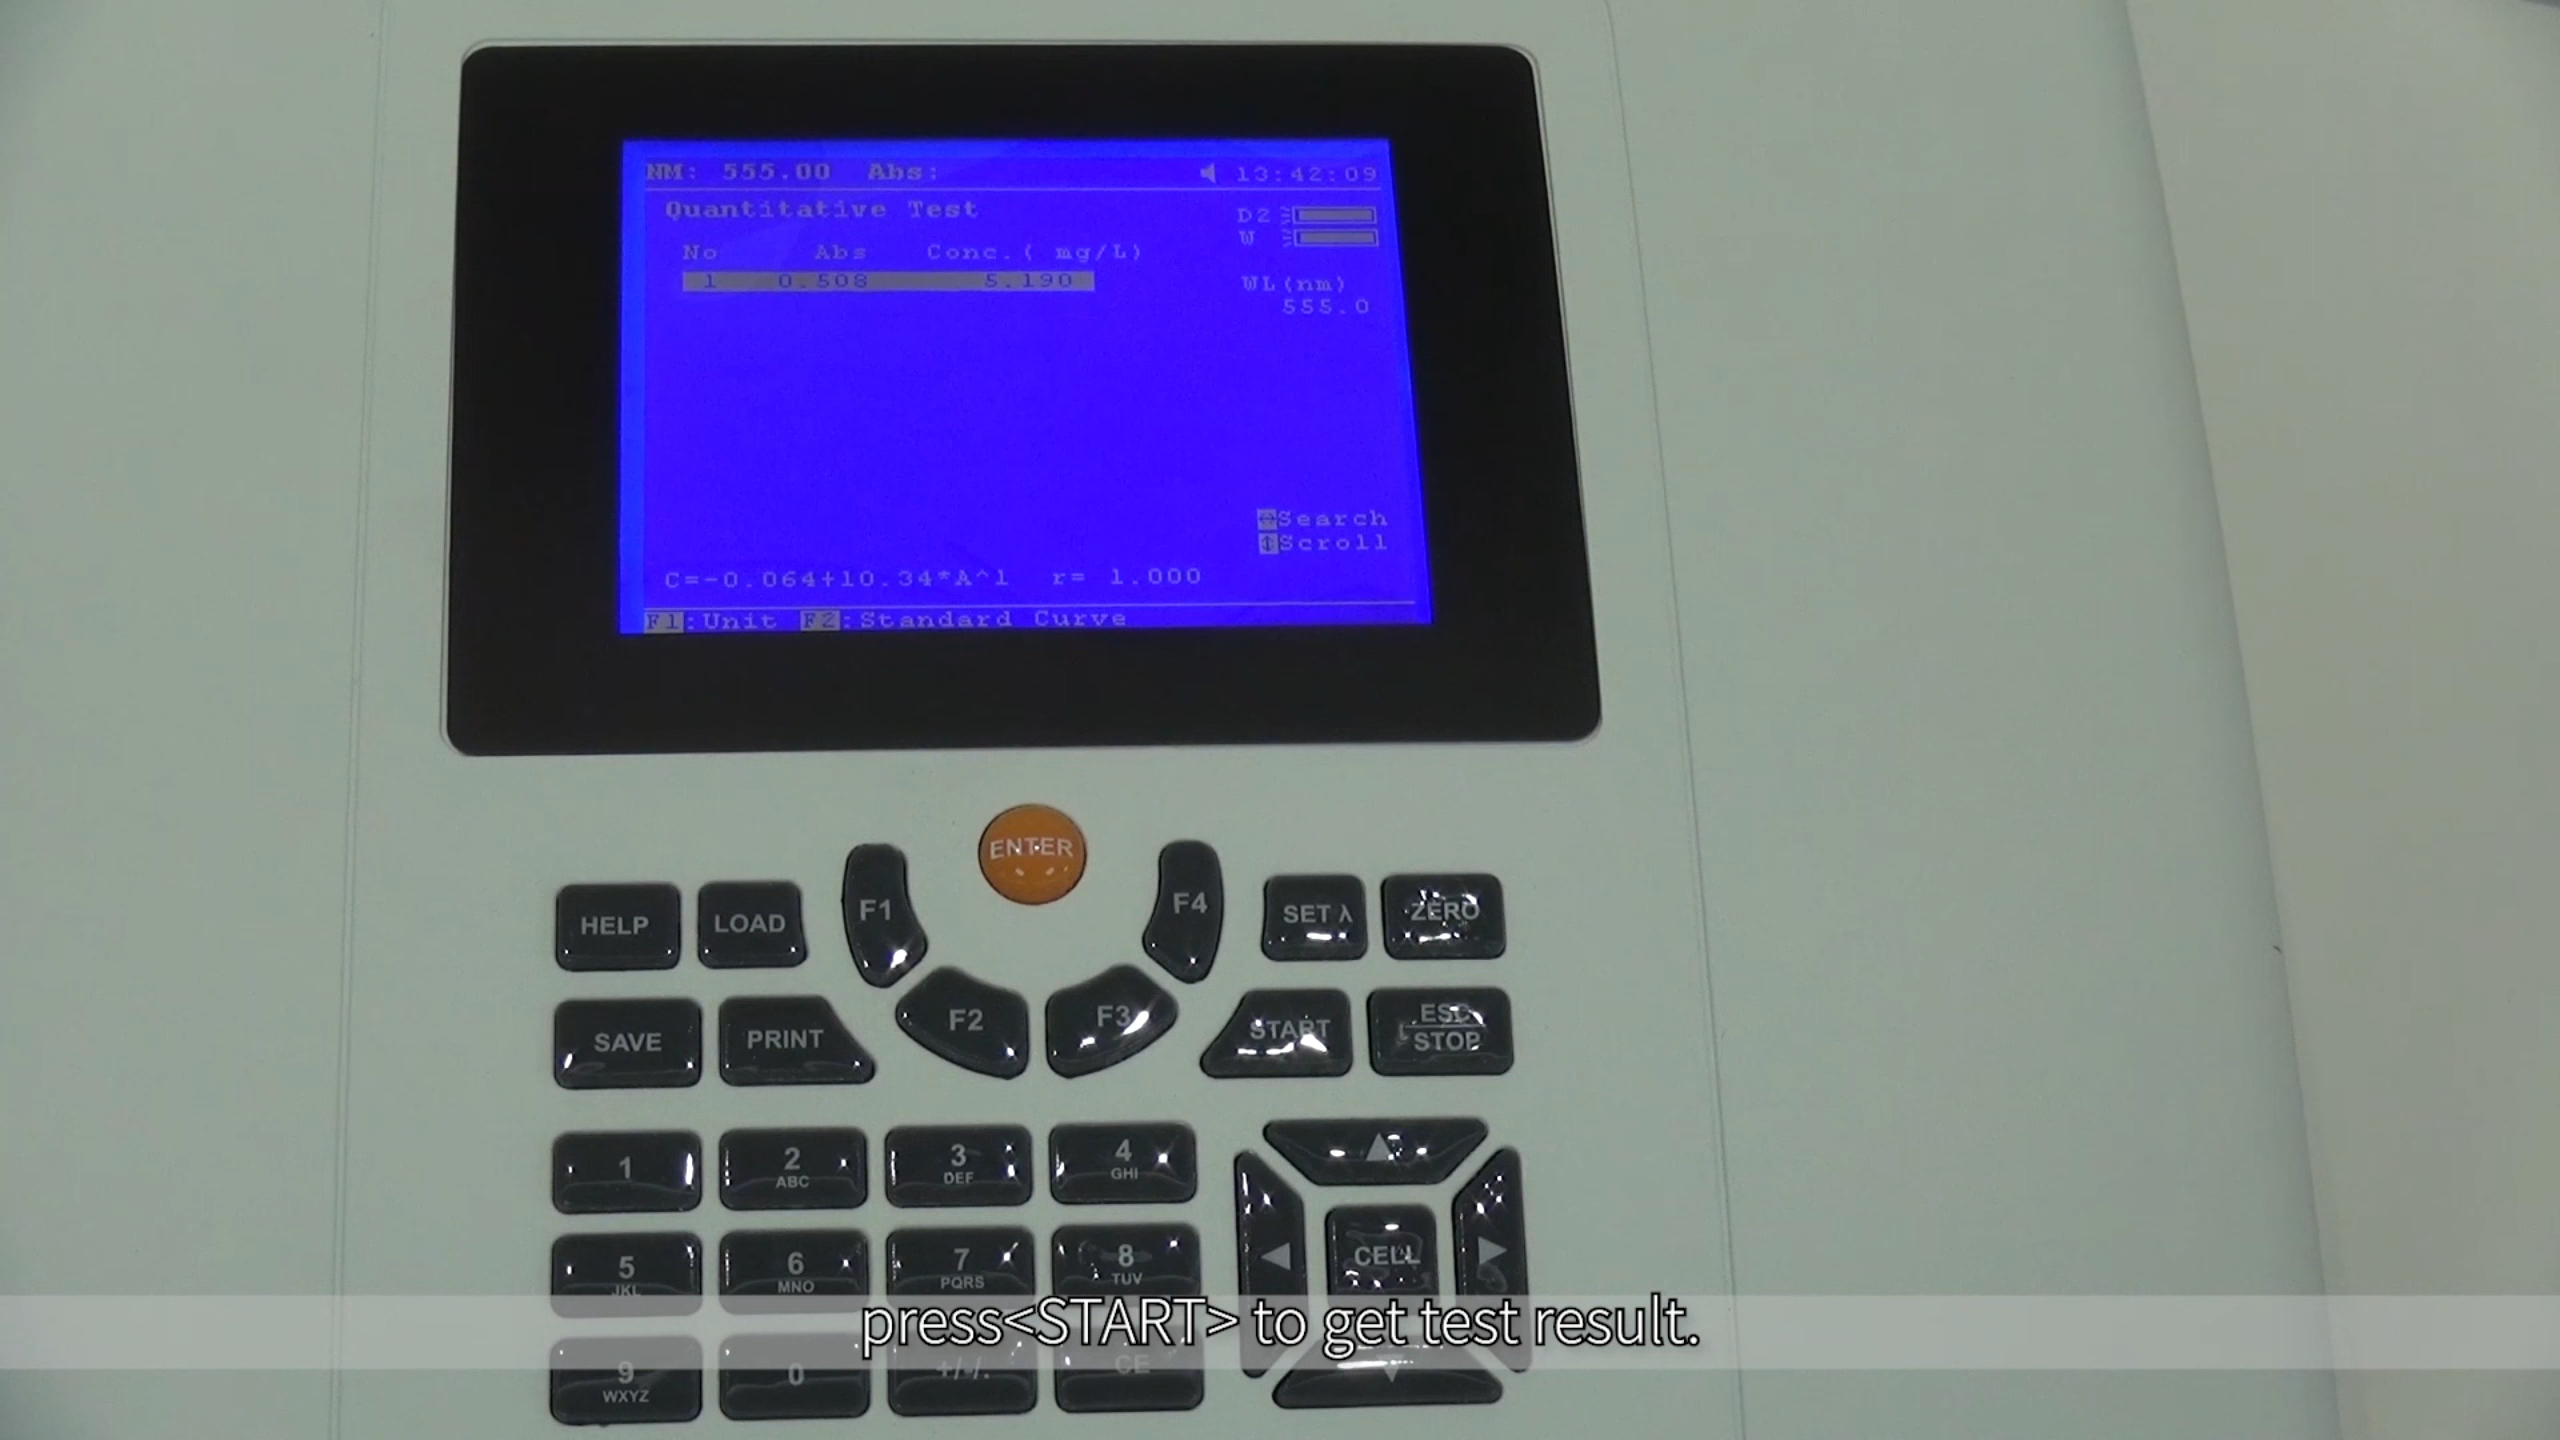 NM: 555.00 Abs: 13:42:09
Quantitative Test
D2
W
No Abs Conc.( mg/L)
1 0.508 5.190
WL(nm)
555.0
Search
Scroll
C=-0.064+10.34*A^1 r= 1.000
F1:Unit F2:Standard Curve
ENTER
HELP LOAD F1 F4 SET λ ZERO
SAVE PRINT F2 F3 START ESC
STOP
1 2 3 4
ABC DEF GHI
5 6 7 8 CELL
JKL MNO PQRS TUV
press<START> to get test result.
9 0 +/-/. CE
WXYZ